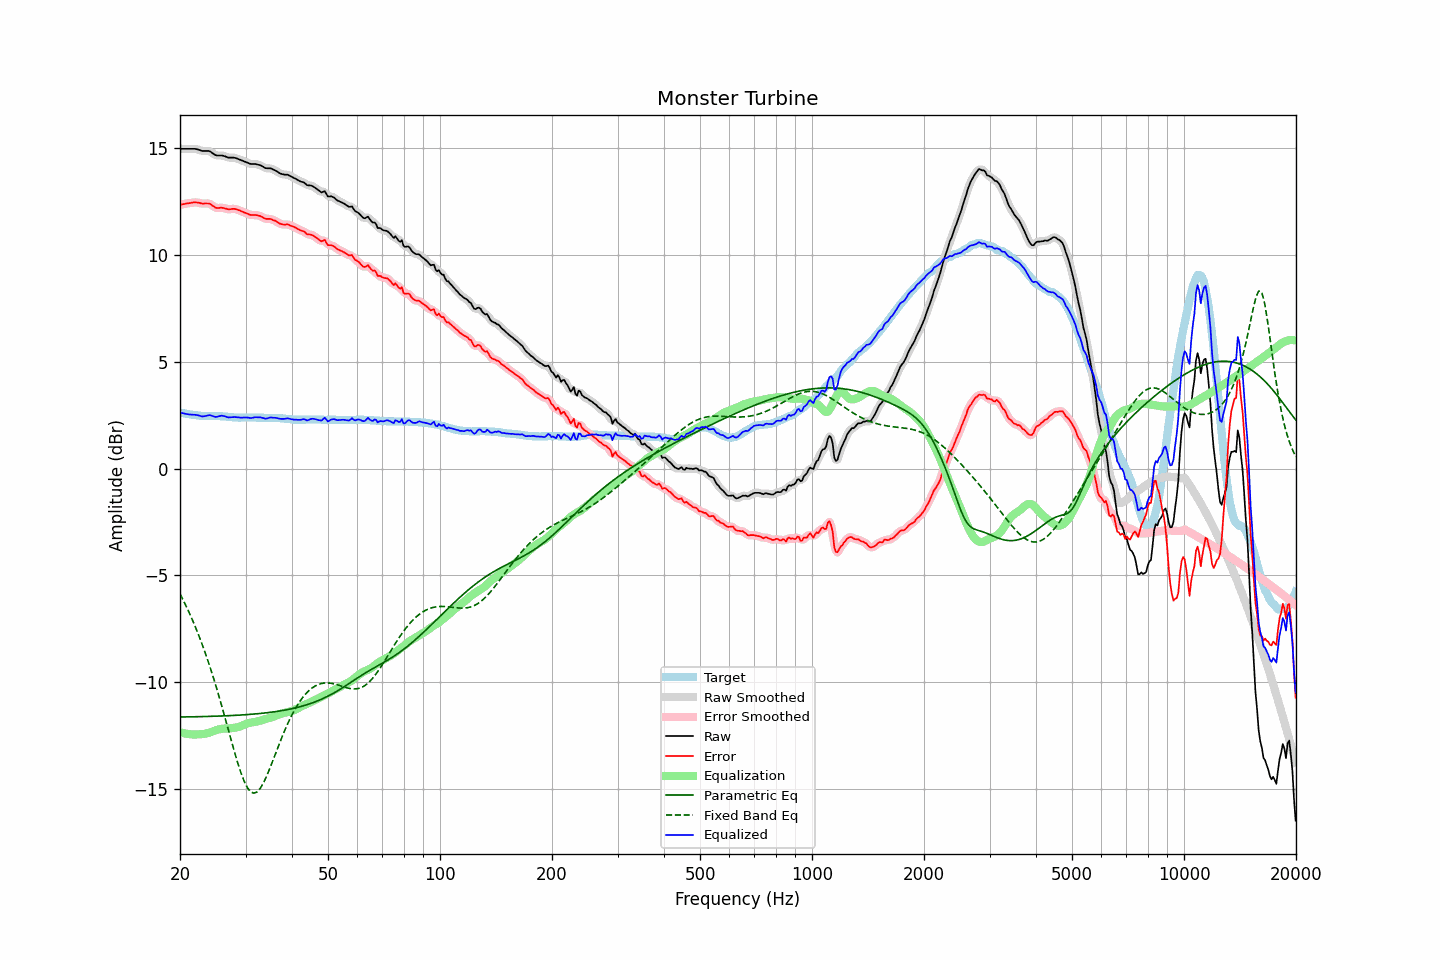 Monster Turbine
Amplitude (dBr)
15
10
5
0
−5
−10
−15
Target
Raw Smoothed
Error Smoothed
Raw
Error
Equalization
Parametric Eq
Fixed Band Eq
Equalized
20 50 100 200 500 1000 2000 5000 10000 20000
Frequency (Hz)